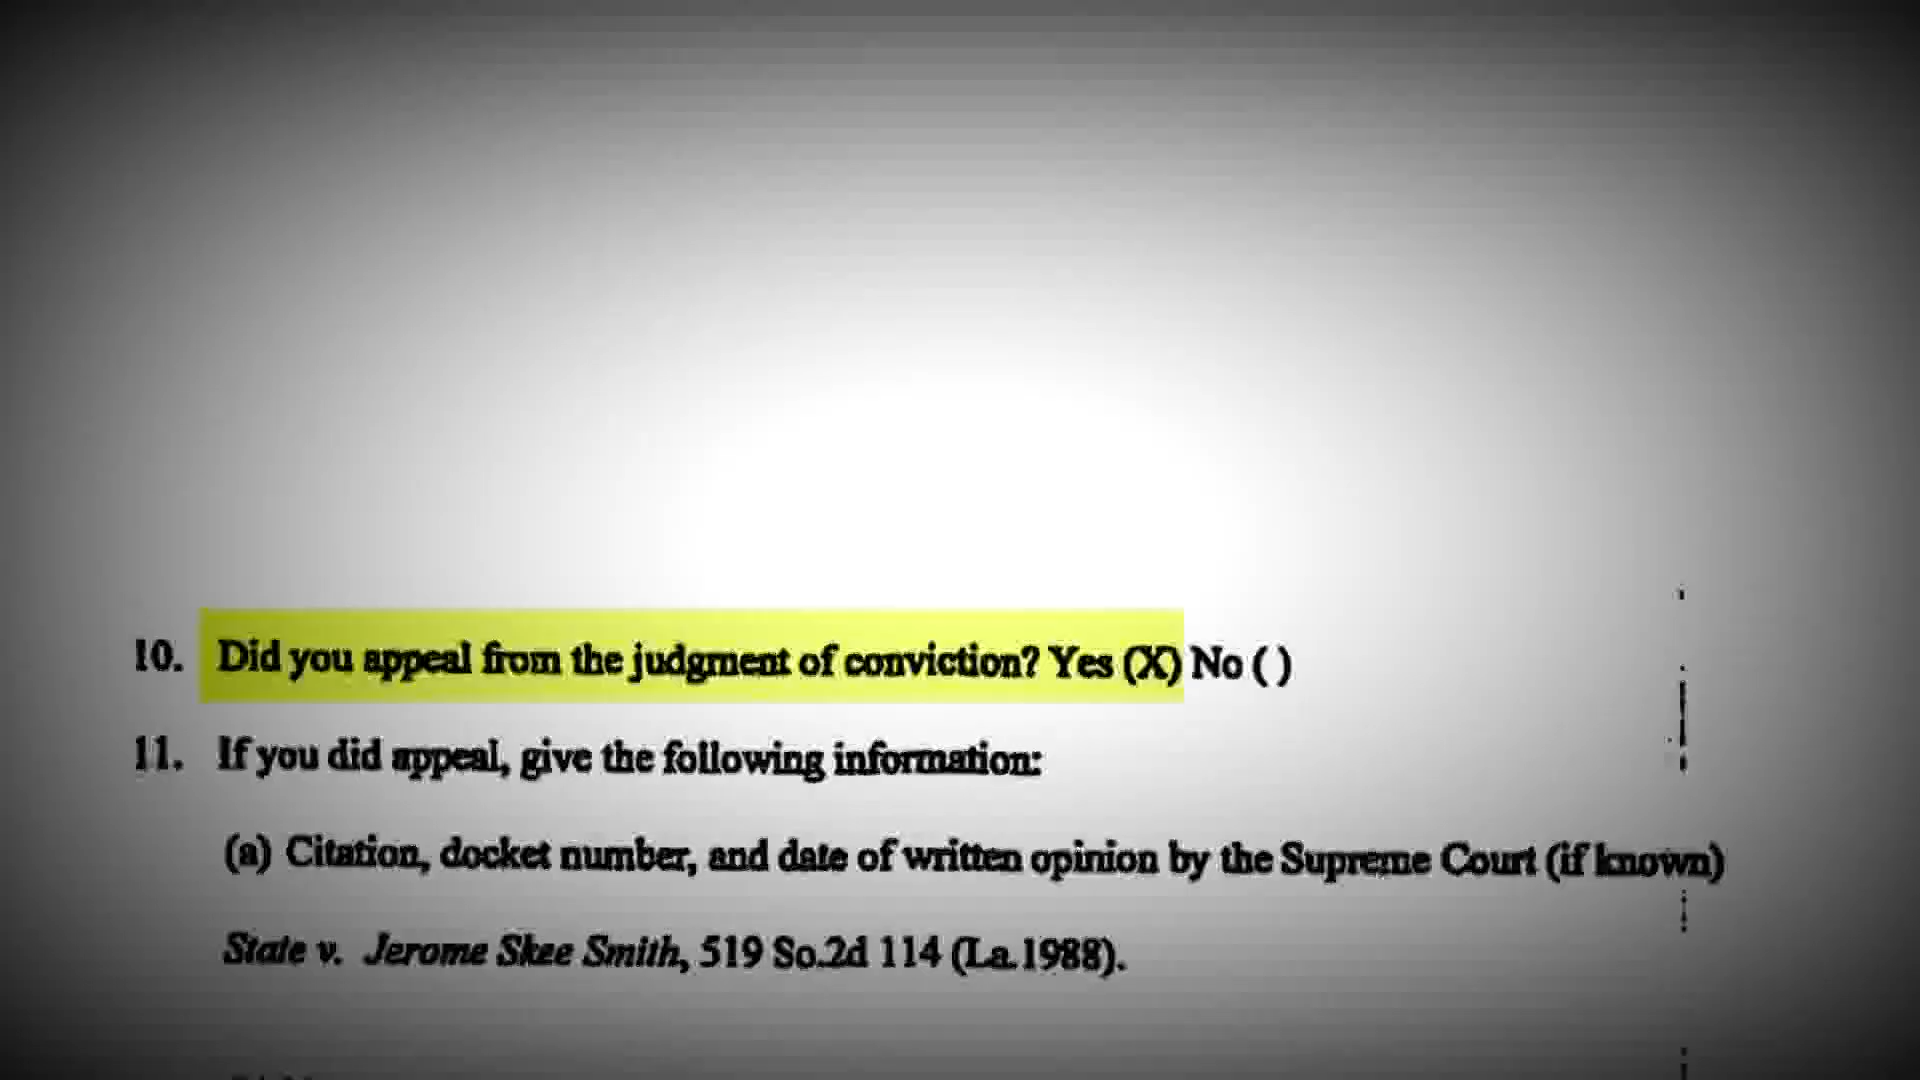 10. Did you appeal from the judgment of conviction? Yes (X) No ( )
11. If you did appeal, give the following information:
(a) Citation, docket number, and date of written opinion by the Supreme Court (if known)
State v. Jerome Skee Smith, 519 So.2d 114 (La.1988).